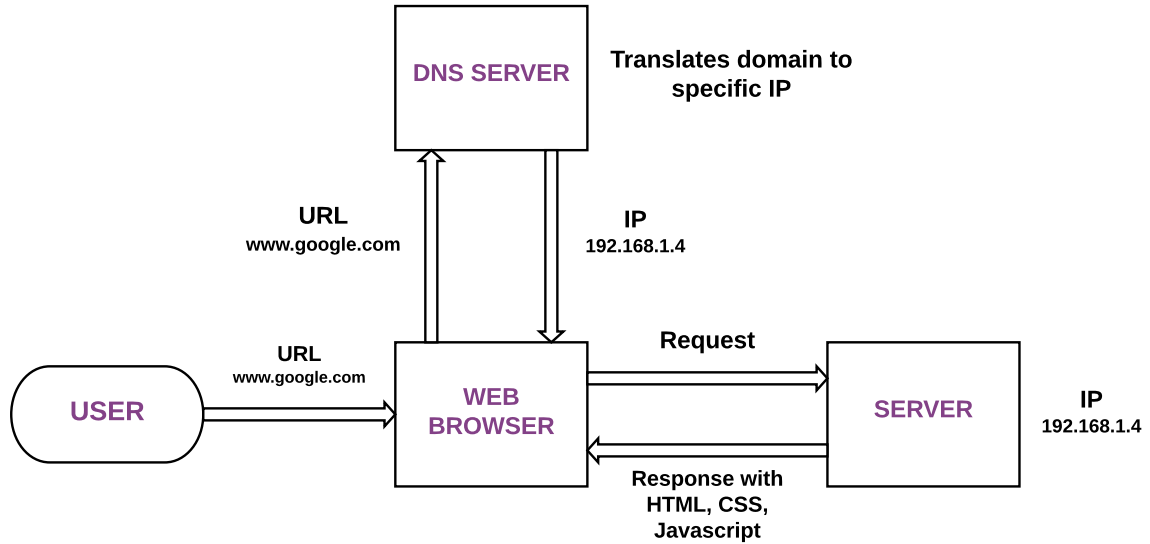 DNS SERVER
Translates domain to
specific IP
URL
www.google.com
IP
192.168.1.4
USER
URL
www.google.com
WEB
BROWSER
Request
Response with
HTML, CSS,
Javascript
SERVER
IP
192.168.1.4